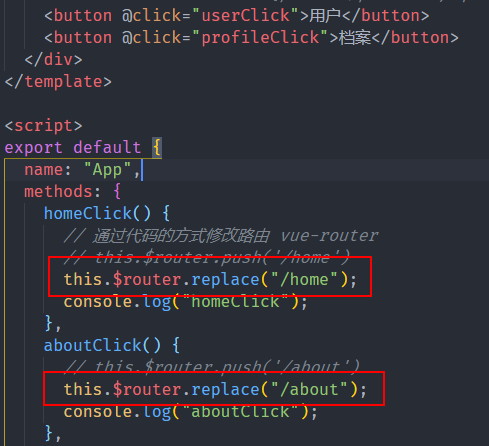 <button @click="userClick">用户</button>
<button @click="profileClick">档案</button>
</div>
</template>
<script>
export default {
name: "App",
methods: {
homeClick() {
// 通过代码的方式修改路由 vue-router
// this.$router.push('/home')
this.$router.replace("/home");
console.log("homeClick");
},
aboutClick() {
// this.$router.push('/about')
this.$router.replace("/about");
console.log("aboutClick");
},